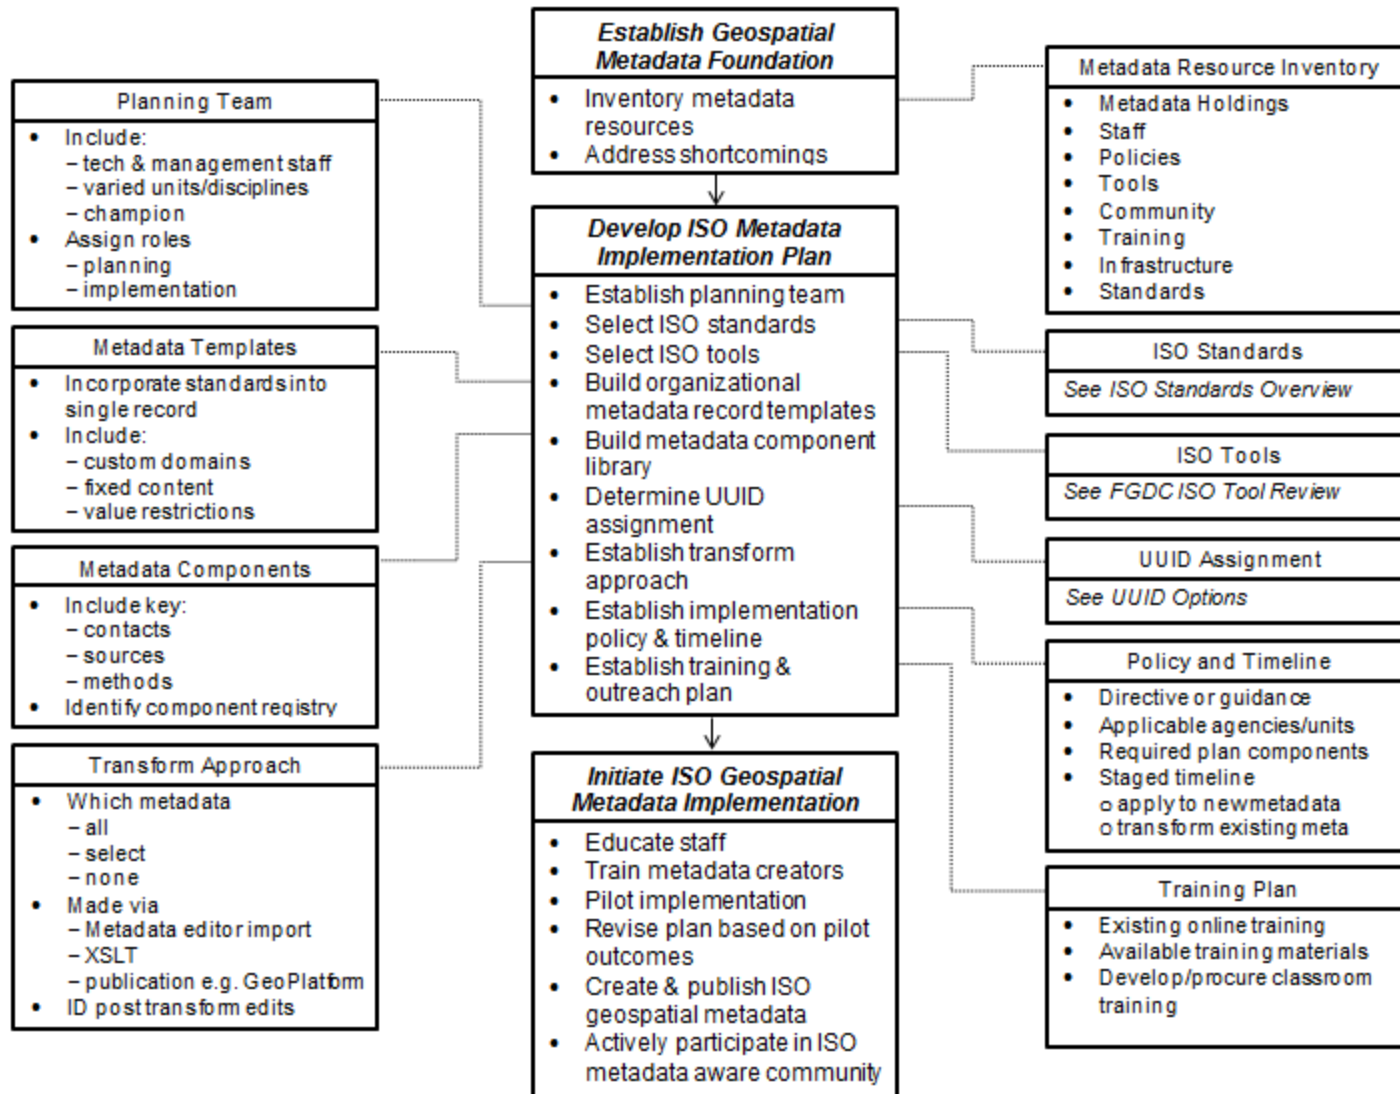 Establish Geospatial
Metadata Foundation
• Inventory metadata
resources
• Address shortcomings
Planning Team
• Include:
– tech & management staff
– varied units/disciplines
– champion
• Assign roles
– planning
– implementation
Metadata Templates
• Incorporate standards into
single record
• Include:
– custom domains
– fixed content
– value restrictions
Metadata Components
• Include key:
– contacts
– sources
– methods
• Identify component registry
Transform Approach
• Which metadata
– all
– select
– none
• Made via
– Metadata editor import
– XSLT
– publication e.g. GeoPlatform
• ID post transform edits
Develop ISO Metadata
Implementation Plan
• Establish planning team
• Select ISO standards
• Select ISO tools
• Build organizational
metadata record templates
• Build metadata component
library
• Determine UUID
assignment
• Establish transform
approach
• Establish implementation
policy & timeline
• Establish training &
outreach plan
Initiate ISO Geospatial
Metadata Implementation
• Educate staff
• Train metadata creators
• Pilot implementation
• Revise plan based on pilot
outcomes
• Create & publish ISO
geospatial metadata
• Actively participate in ISO
metadata aware community
Metadata Resource Inventory
• Metadata Holdings
• Staff
• Policies
• Tools
• Community
• Training
• Infrastructure
• Standards
ISO Standards
See ISO Standards Overview
ISO Tools
See FGDC ISO Tool Review
UUID Assignment
See UUID Options
Policy and Timeline
• Directive or guidance
• Applicable agencies/units
• Required plan components
• Staged timeline
o apply to new metadata
o transform existing meta
Training Plan
• Existing online training
• Available training materials
• Develop/procure classroom
training